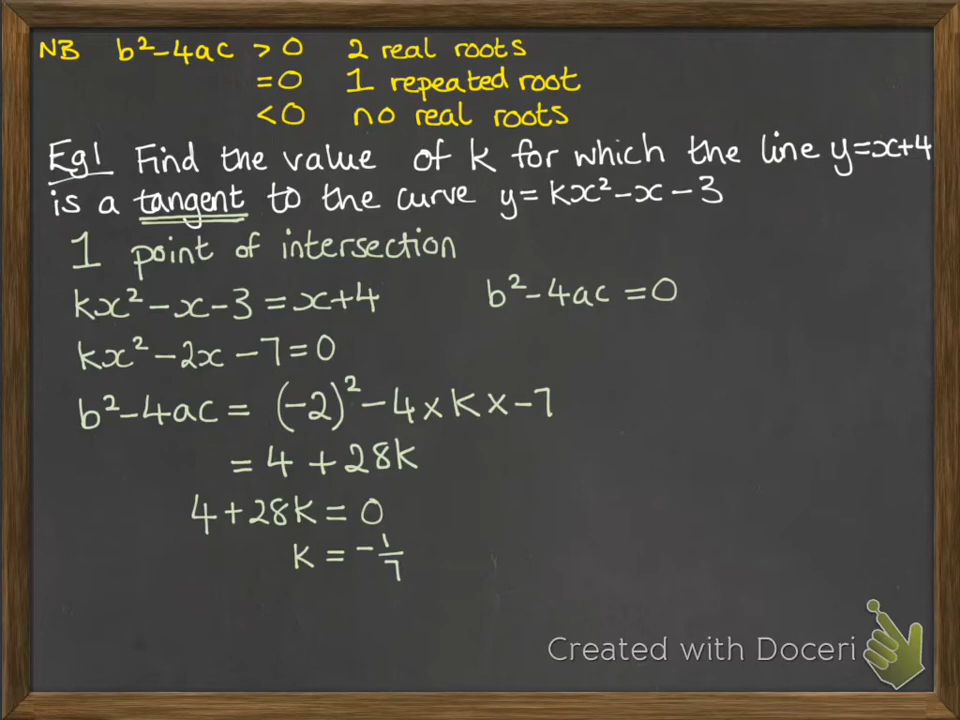 NB b²-4ac > 0 2 real roots
=0 1 repeated root
<0 no real roots
Eg1 Find the value of k for which the line y=x+4
is a tangent to the curve y=kx²-x-3
1 point of intersection
kx²-x-3=x+4 b²-4ac=0
kx²-2x-7=0
b²-4ac= (-2)²-4×k×-7
=4+28k
4+28k=0
k=-1/7
Created with Doceri